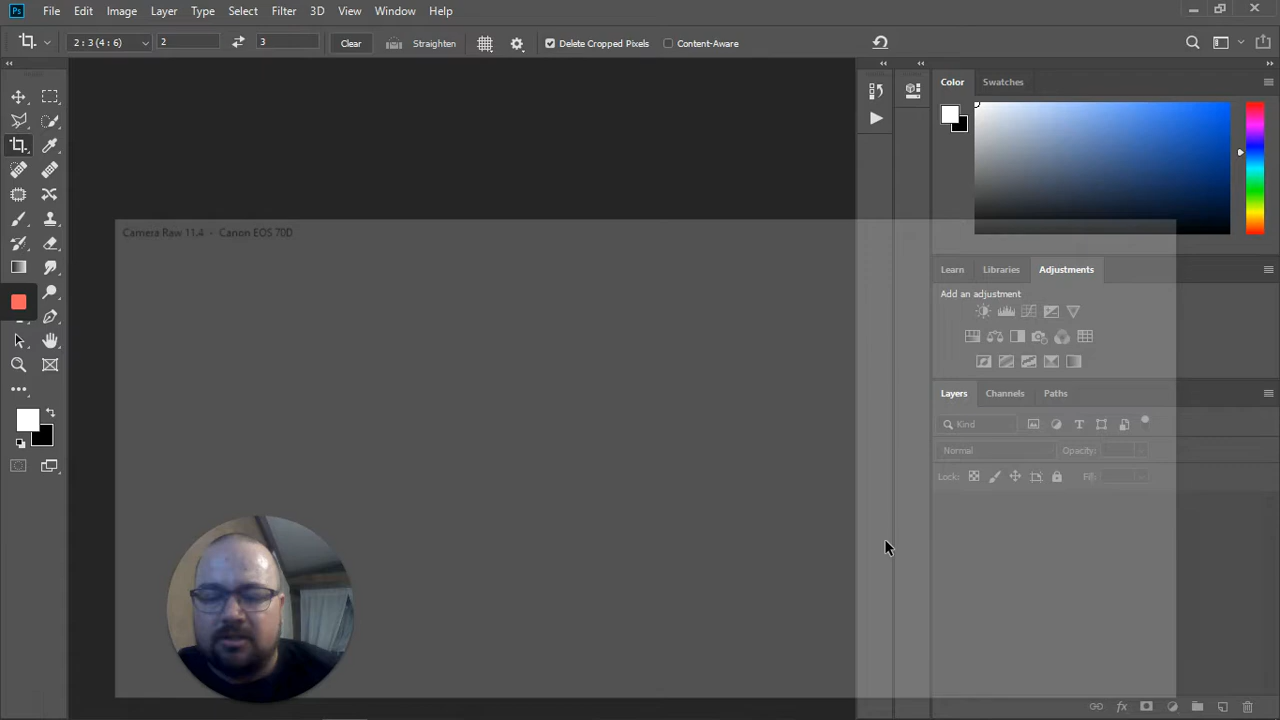 Ps File Edit Image Layer Type Select Filter 3D View Window Help
2 : 3 (4 : 6) 2 3 Clear Straighten Delete Cropped Pixels Content-Aware
Color Swatches
Camera Raw 11.4 - Canon EOS 70D
Learn Libraries Adjustments
Add an adjustment
Layers Channels Paths
Kind
Normal Opacity:
Lock: Fill:
fx